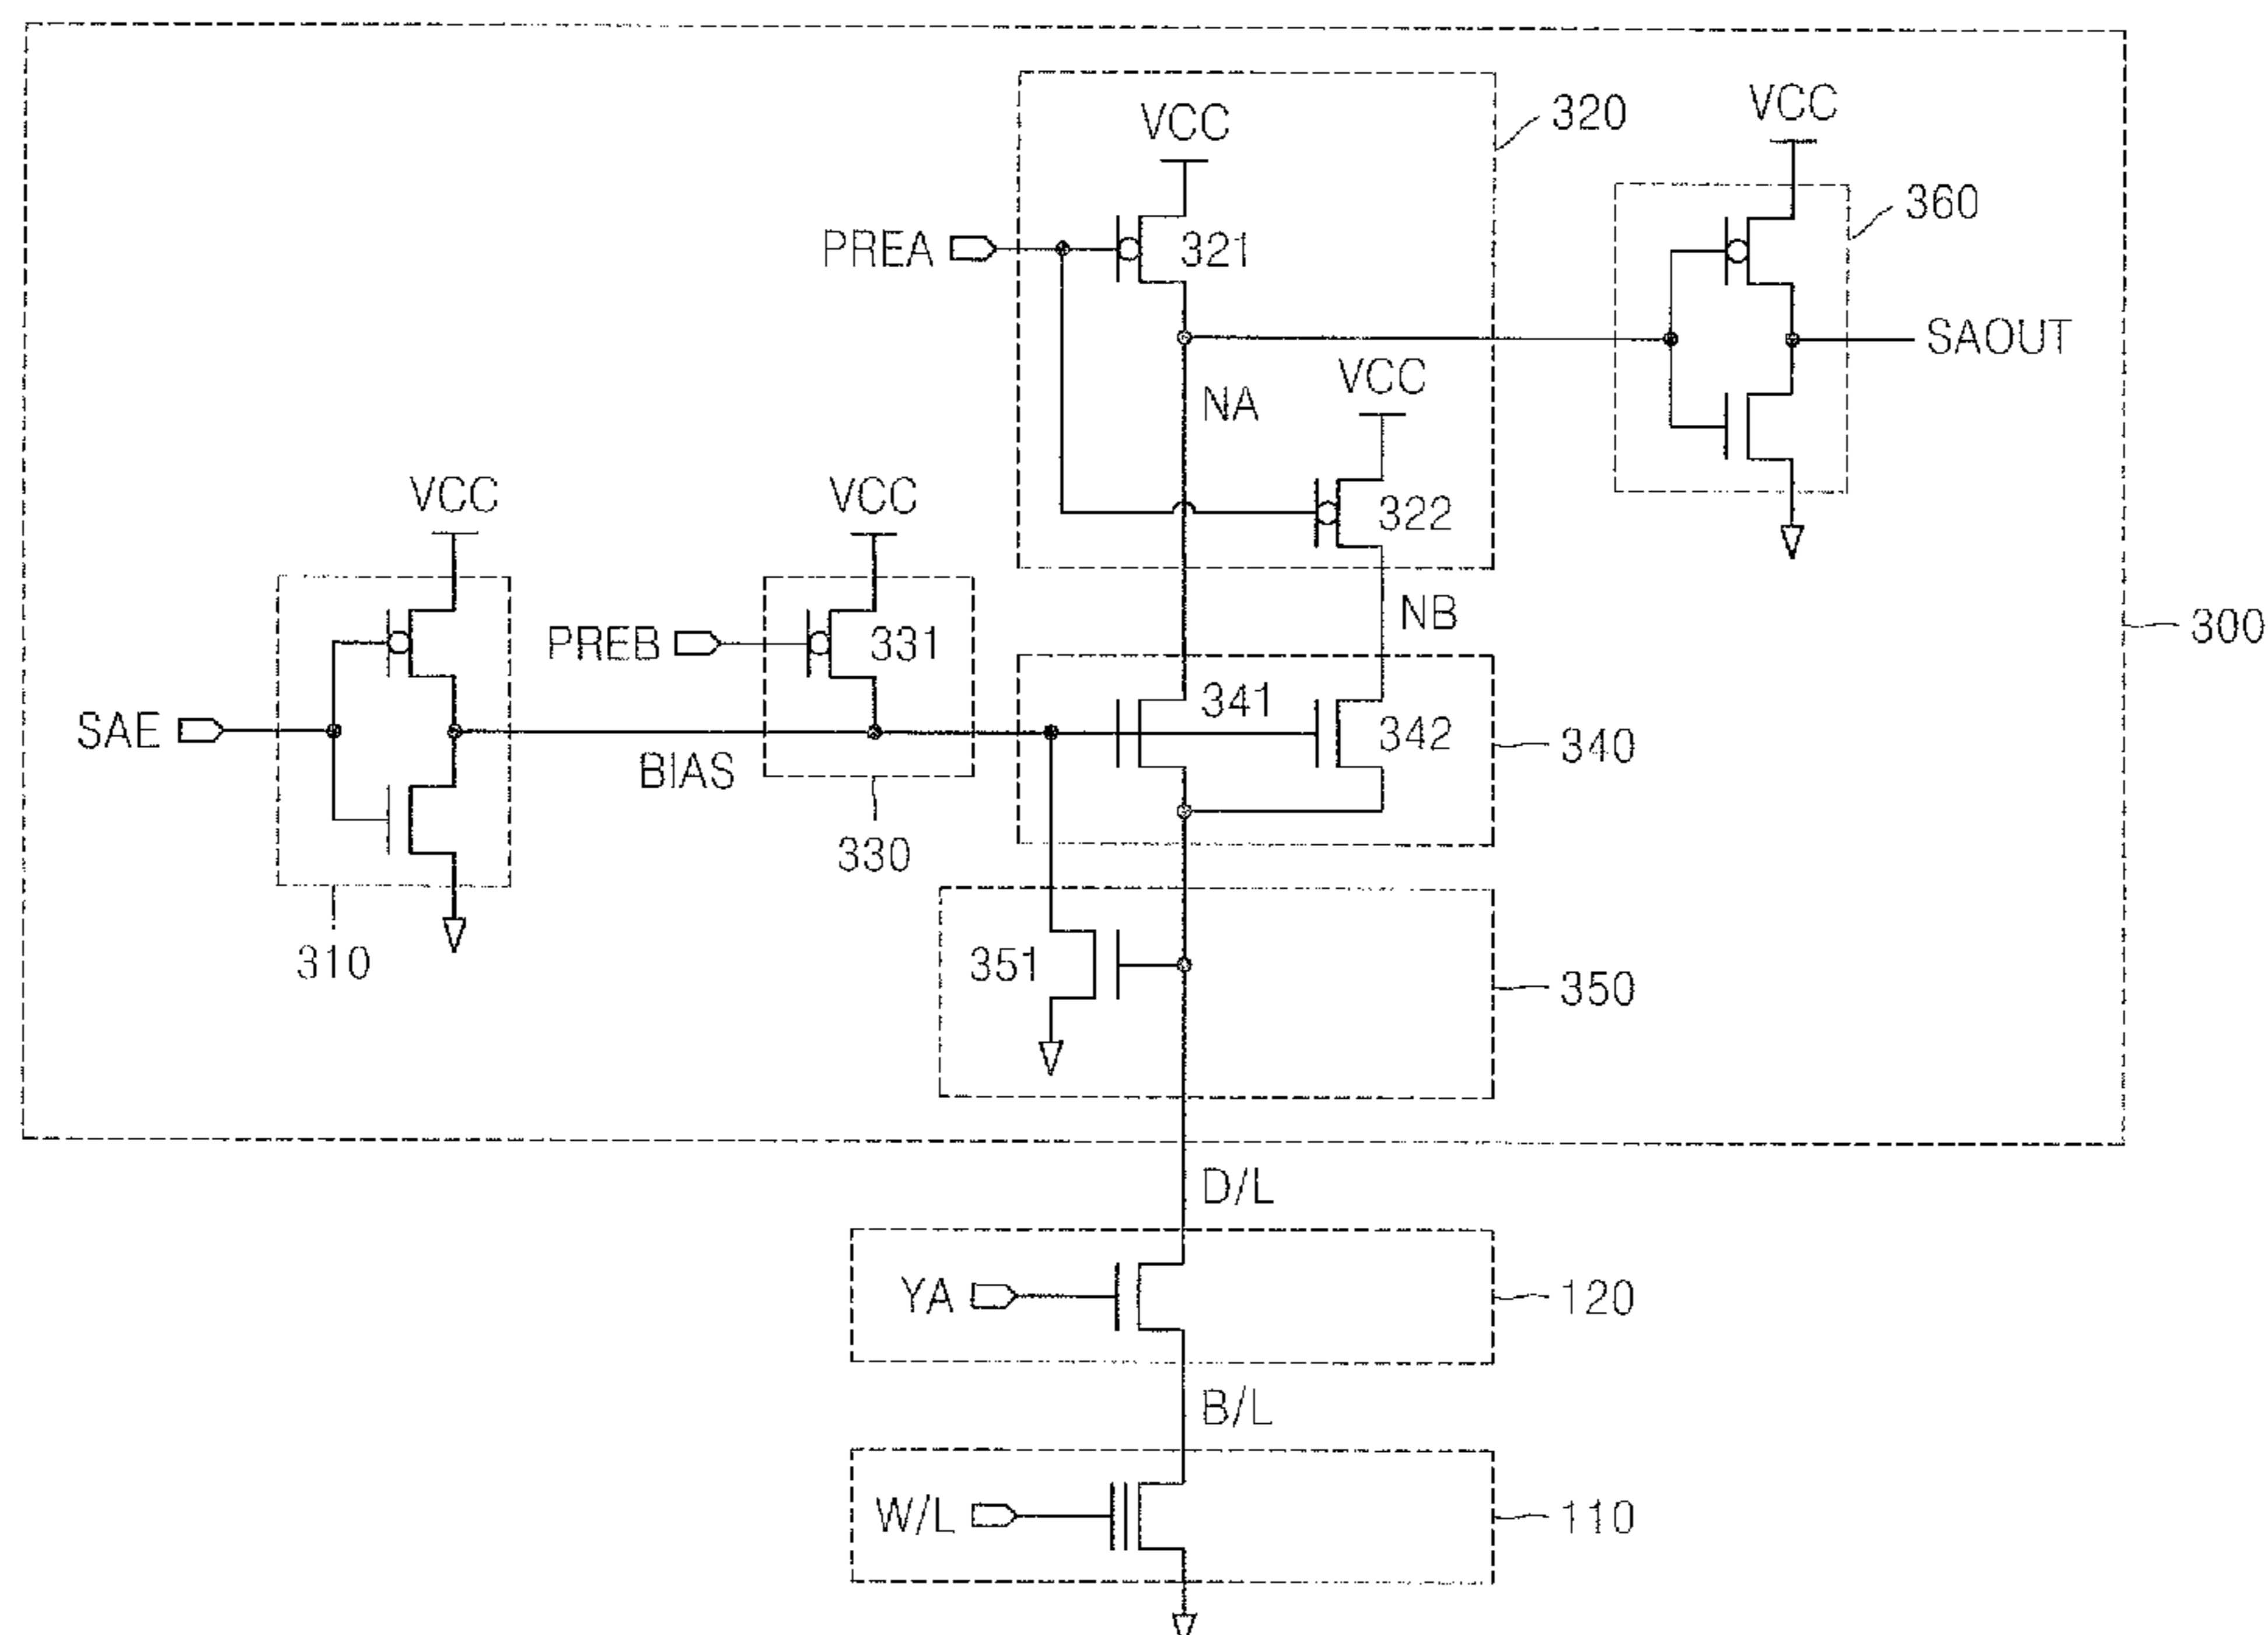 VCC
320
VCC
360
PREA
321
SAOUT
VCC
NA
322
VCC
VCC
NB
300
PREB
331
341
SAE
342
340
BIAS
330
310
351
350
D/L
YA
120
B/L
W/L
110